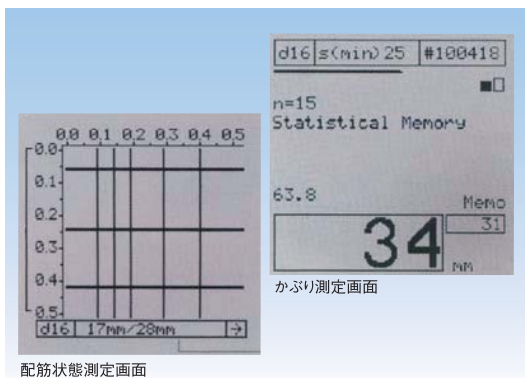 0.0 0.1 0.2 0.3 0.4 0.5
0.0
0.1
0.2
0.3
0.4
0.5
d16 17mm/28mm →
配筋状態測定画面
d16 s(min)25 #100418
n=15
Statistical Memory
63.8
Memo
31
34
mm
かぶり測定画面